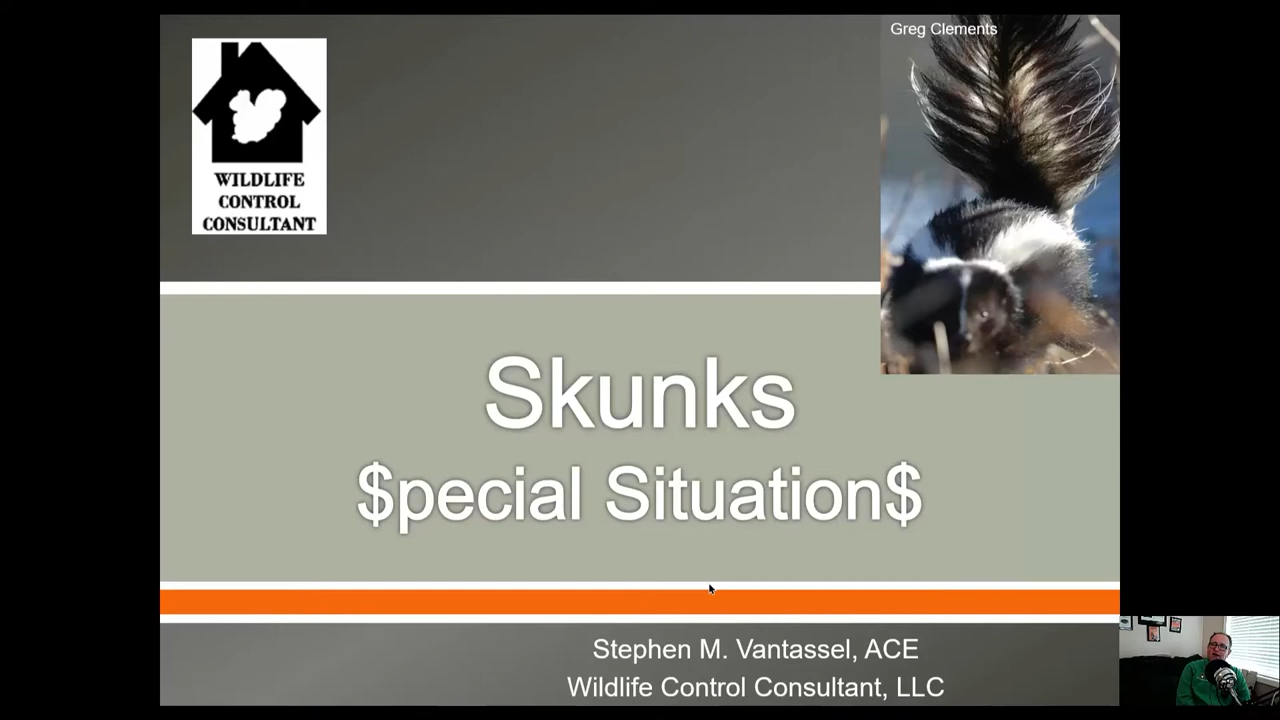 Greg Clements
WILDLIFE
CONTROL
CONSULTANT
Skunks
$pecial Situation$
Stephen M. Vantassel, ACE
Wildlife Control Consultant, LLC